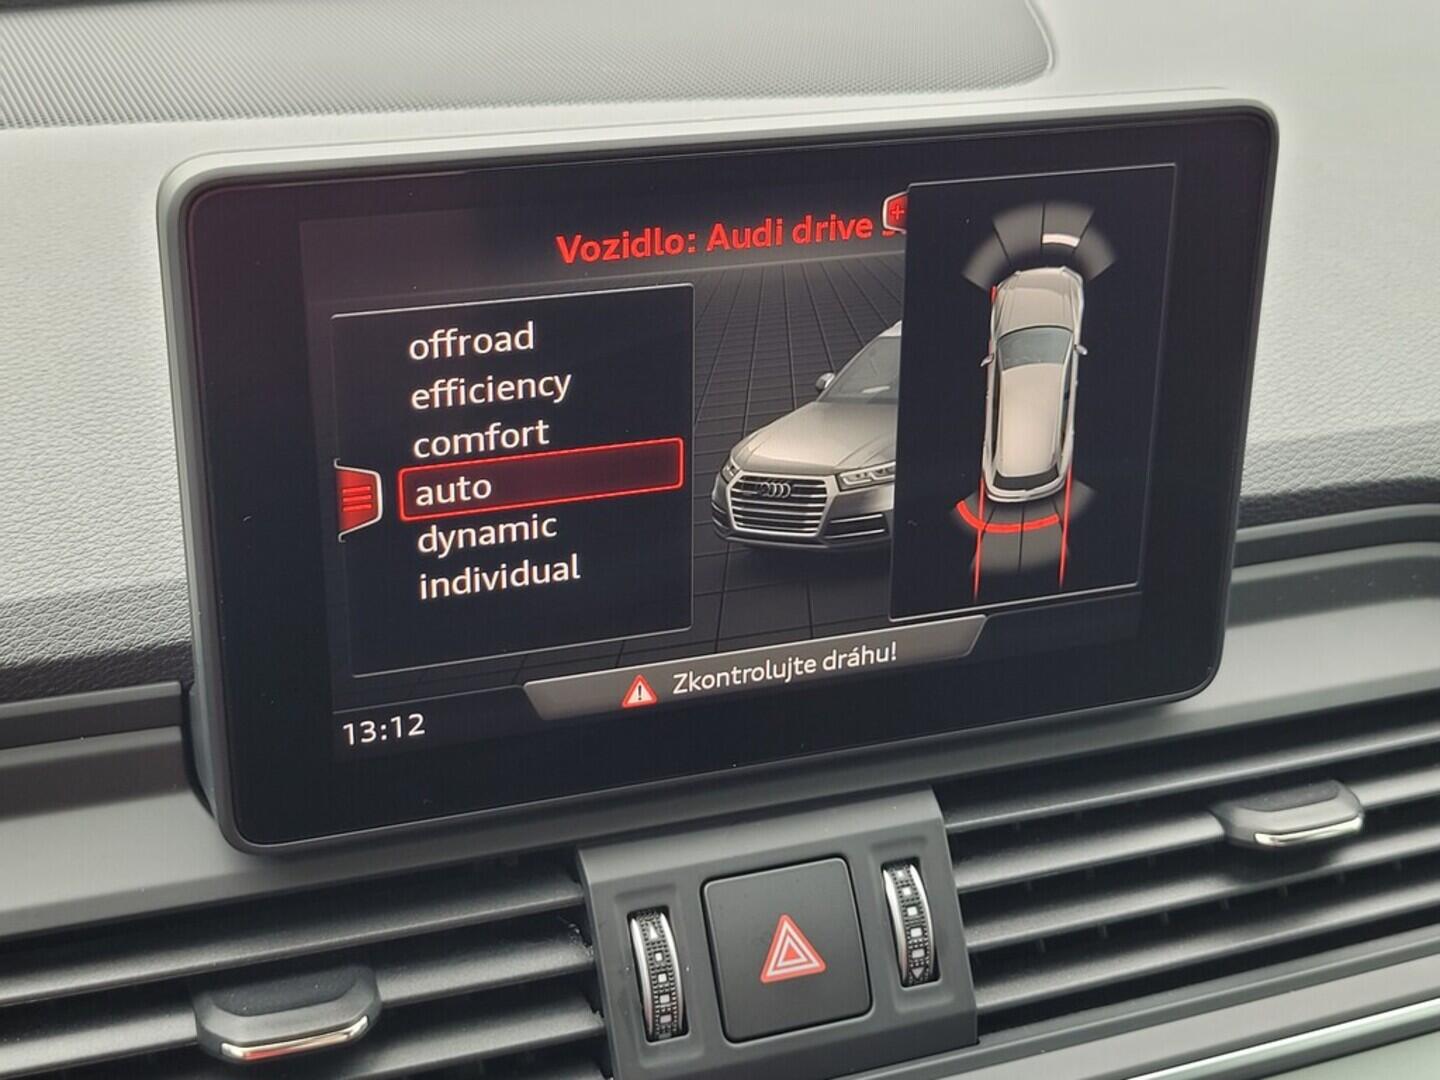 Vozidlo: Audi drive
offroad
efficiency
comfort
auto
dynamic
individual
Zkontrolujte dráhu!
13:12